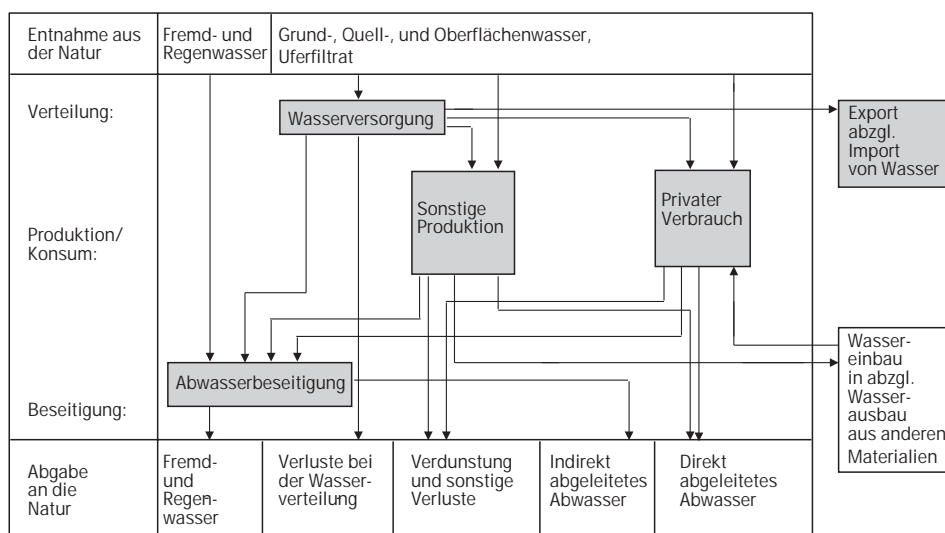 Entnahme aus
der Natur
Fremd- und
Regenwasser
Grund-, Quell-, und Oberflächenwasser,
Uferfiltrat
Verteilung:
Wasserversorgung
Export
abzgl.
Import
von Wasser
Sonstige
Produktion
Privater
Verbrauch
Produktion/
Konsum:
Wasser-
einbau
in abzgl.
Wasser-
ausbau
aus anderen
Materialien
Abwasserbeseitigung
Beseitigung:
Abgabe
an die
Natur
Fremd-
und
Regen-
wasser
Verluste bei
der Wasser-
verteilung
Verdunstung
und sonstige
Verluste
Indirekt
abgeleitetes
Abwasser
Direkt
abgeleitetes
Abwasser